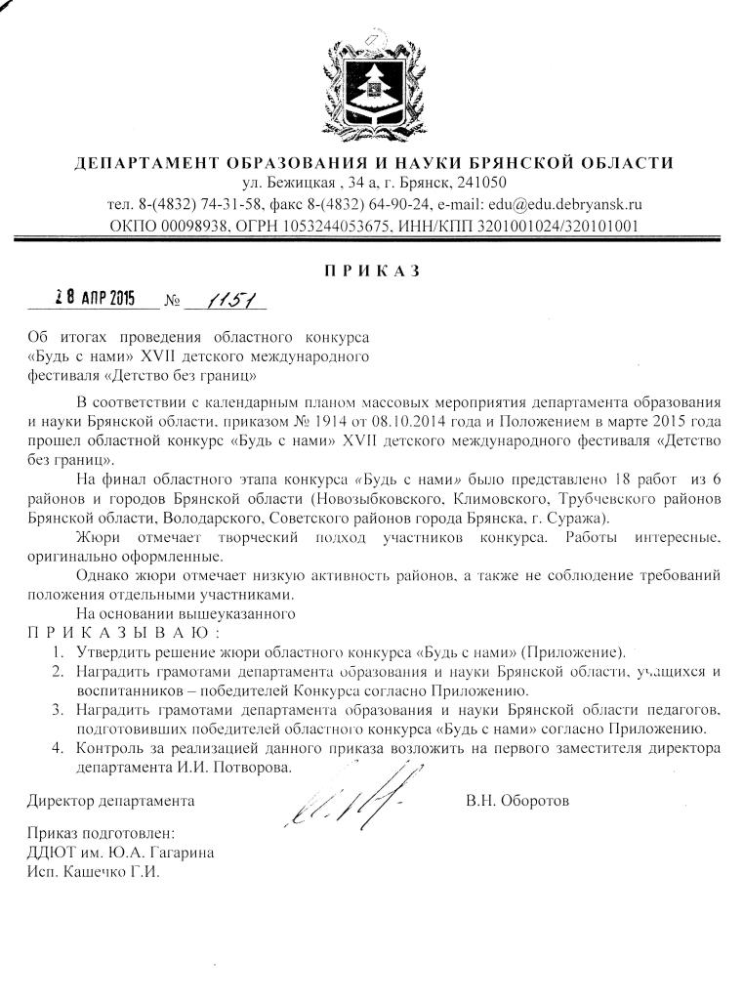 ДЕПАРТАМЕНТ ОБРАЗОВАНИЯ И НАУКИ БРЯНСКОЙ ОБЛАСТИ
ул. Бежицкая , 34 а, г. Брянск, 241050
тел. 8-(4832) 74-31-58, факс 8-(4832) 64-90-24, e-mail: edu@edu.debryansk.ru
ОКПО 00098938, ОГРН 1053244053675, ИНН/КПП 3201001024/320101001
П Р И К А З
28 АПР 2015 № 1151
Об итогах проведения областного конкурса
«Будь с нами» XVII детского международного
фестиваля «Детство без границ»
В соответствии с календарным планом массовых мероприятия департамента образования
и науки Брянской области, приказом № 1914 от 08.10.2014 года и Положением в марте 2015 года
прошел областной конкурс «Будь с нами» XVII детского международного фестиваля «Детство
без границ».
На финал областного этапа конкурса «Будь с нами» было представлено 18 работ из 6
районов и городов Брянской области (Новозыбковского, Климовского, Трубчевского районов
Брянской области, Володарского, Советского районов города Брянска, г. Суража).
Жюри отмечает творческий подход участников конкурса. Работы интересные,
оригинально оформленные.
Однако жюри отмечает низкую активность районов, а также не соблюдение требований
положения отдельными участниками.
На основании вышеуказанного
П Р И К А З Ы В А Ю :
1. Утвердить решение жюри областного конкурса «Будь с нами» (Приложение).
2. Наградить грамотами департамента образования и науки Брянской области, учащихся и
воспитанников – победителей Конкурса согласно Приложению.
3. Наградить грамотами департамента образования и науки Брянской области педагогов,
подготовивших победителей областного конкурса «Будь с нами» согласно Приложению.
4. Контроль за реализацией данного приказа возложить на первого заместителя директора
департамента И.И. Потворова.
Директор департамента В.Н. Оборотов
Приказ подготовлен:
ДДЮТ им. Ю.А. Гагарина
Исп. Кашечко Г.И.